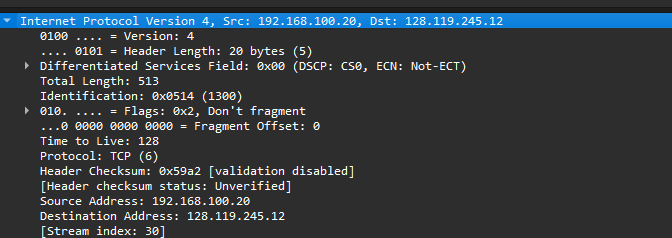 Internet Protocol Version 4, Src: 192.168.100.20, Dst: 128.119.245.12
0100 .... = Version: 4
.... 0101 = Header Length: 20 bytes (5)
Differentiated Services Field: 0x00 (DSCP: CS0, ECN: Not-ECT)
Total Length: 513
Identification: 0x0514 (1300)
010. .... = Flags: 0x2, Don't fragment
...0 0000 0000 0000 = Fragment Offset: 0
Time to Live: 128
Protocol: TCP (6)
Header Checksum: 0x59a2 [validation disabled]
[Header checksum status: Unverified]
Source Address: 192.168.100.20
Destination Address: 128.119.245.12
[Stream index: 30]